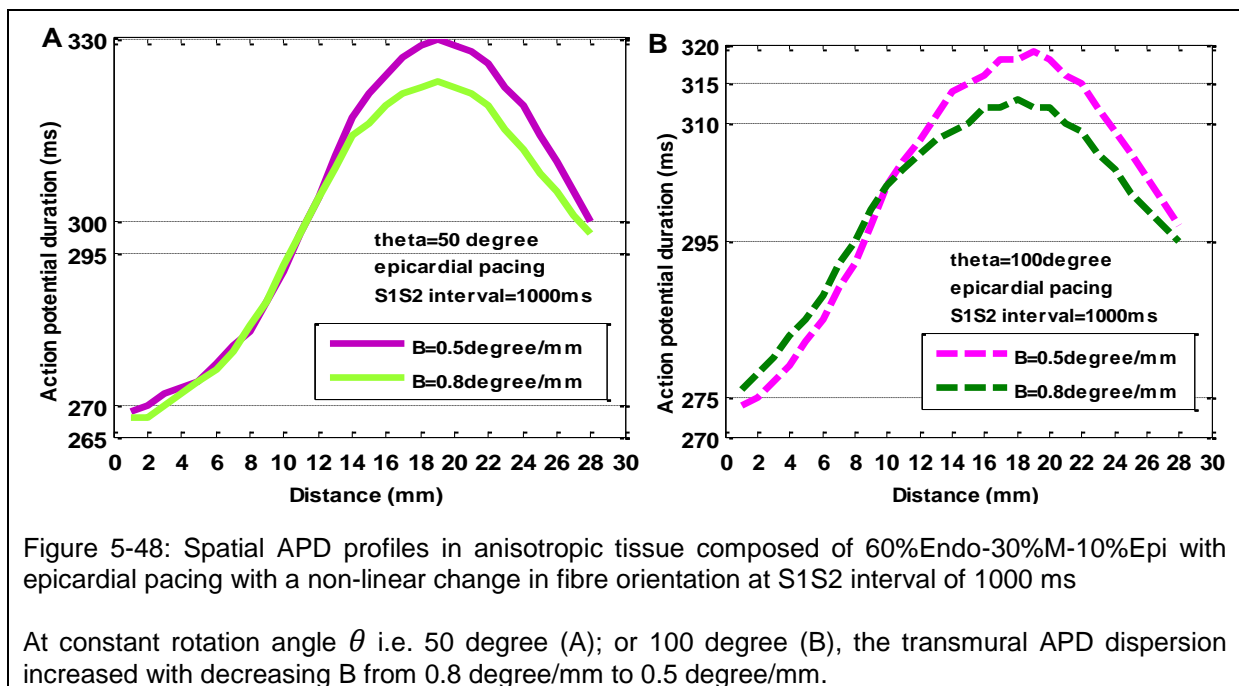 A
330
300
295
270
265
Action potential duration (ms)
theta=50 degree
epicardial pacing
S1S2 interval=1000ms
B=0.5degree/mm
B=0.8degree/mm
0 2 4 6 8 10 12 14 16 18 20 22 24 26 28 30
Distance (mm)
B
320
315
310
295
275
270
Action potential duration (ms)
theta=100degree
epicardial pacing
S1S2 interval=1000ms
B=0.5degree/mm
B=0.8degree/mm
0 2 4 6 8 10 12 14 16 18 20 22 24 26 28 30
Distance (mm)
Figure 5-48: Spatial APD profiles in anisotropic tissue composed of 60%Endo-30%M-10%Epi with
epicardial pacing with a non-linear change in fibre orientation at S1S2 interval of 1000 ms
At constant rotation angle θ i.e. 50 degree (A); or 100 degree (B), the transmural APD dispersion
increased with decreasing B from 0.8 degree/mm to 0.5 degree/mm.